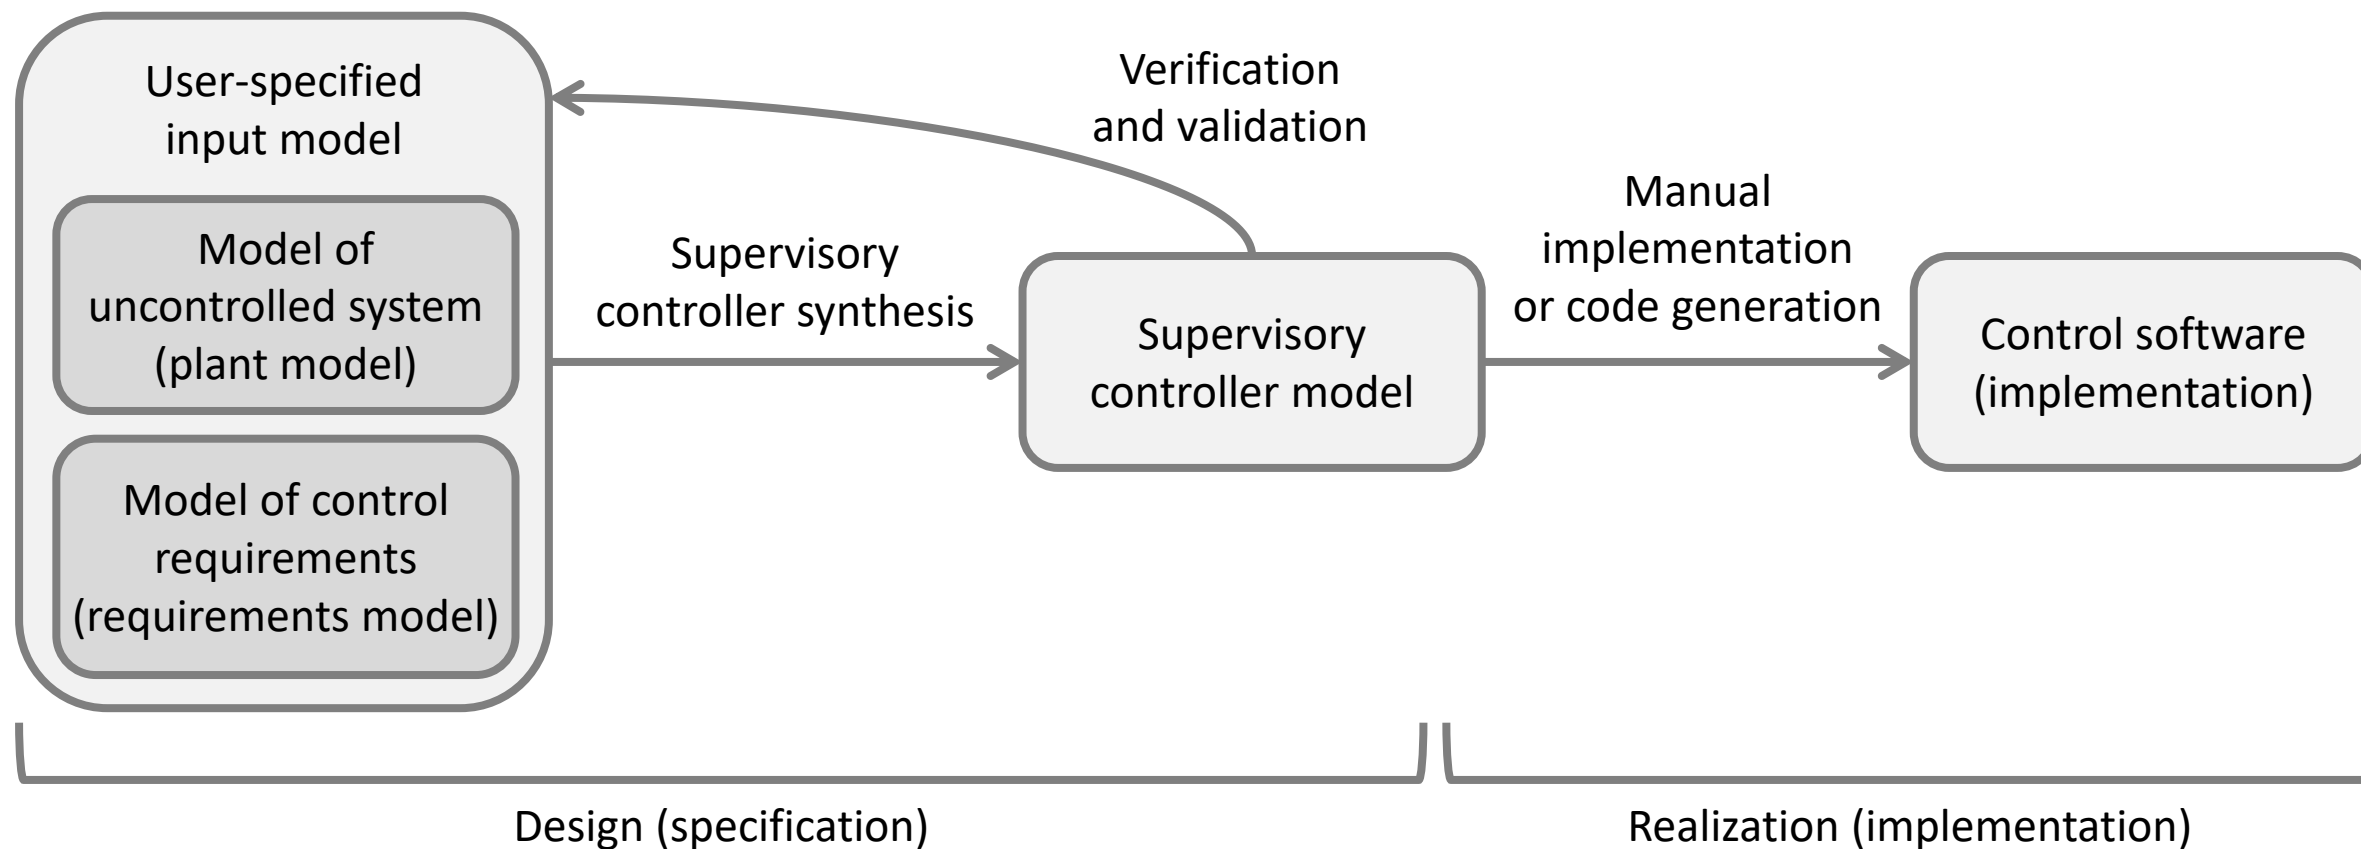 User-specified
input model
Model of
uncontrolled system
(plant model)
Model of control
requirements
(requirements model)
Verification
and validation
Supervisory
controller synthesis
Supervisory
controller model
Manual
implementation
or code generation
Control software
(implementation)
Design (specification)
Realization (implementation)